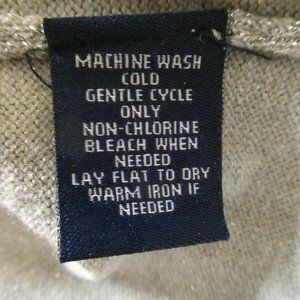 MACHINE WASH
COLD
GENTLE CYCLE
ONLY
NON-CHLORINE
BLEACH WHEN
NEEDED
LAY FLAT TO DRY
WARM IRON IF
NEEDED